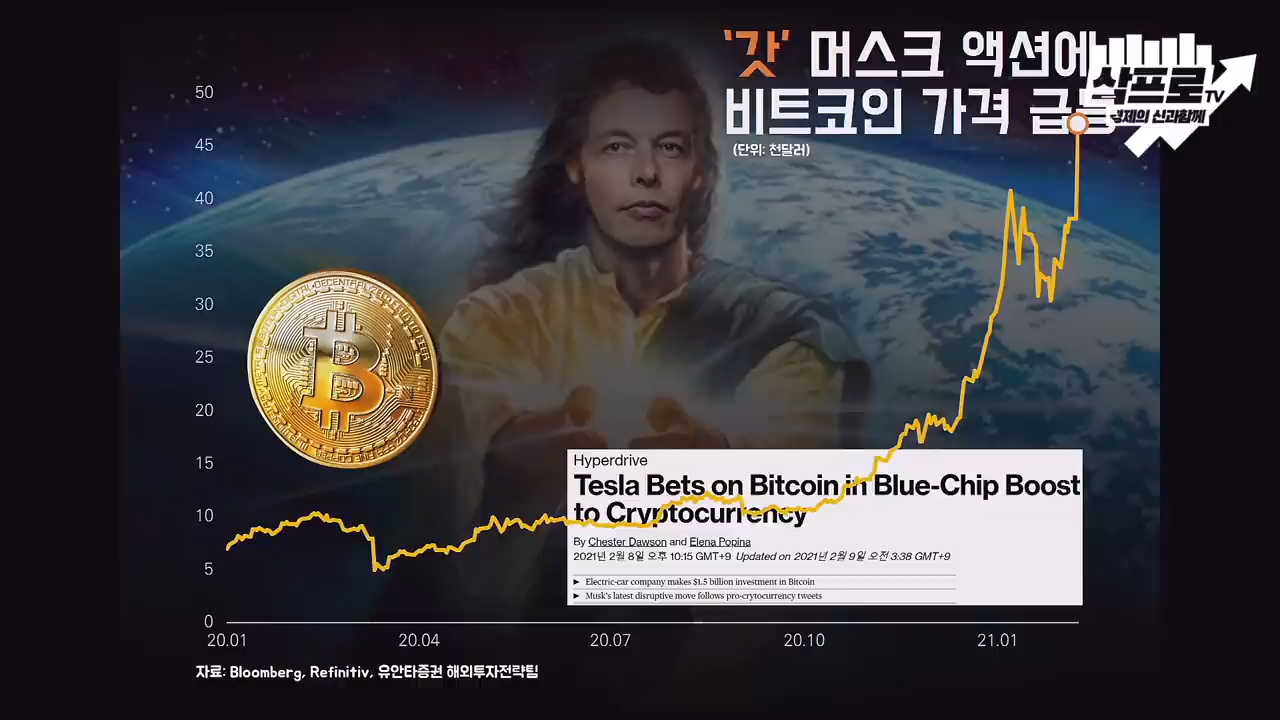 ‘갓’ 머스크 액션에
비트코인 가격 급등
(단위: 천달러)
삼프로TV
경제의 신과함께
50
45
40
35
30
25
20
15
10
5
0
20.01 20.04 20.07 20.10 21.01
Hyperdrive
Tesla Bets on Bitcoin in Blue-Chip Boost
to Cryptocurrency
By Chester Dawson and Elena Popina
2021년 2월 8일 오후 10:15 GMT+9 Updated on 2021년 2월 9일 오전 3:38 GMT+9
▶ Electric-car company makes $1.5 billion investment in Bitcoin
▶ Musk's latest disruptive move follows pro-crytocurrency tweets
자료: Bloomberg, Refinitiv, 유안타증권 해외투자전략팀